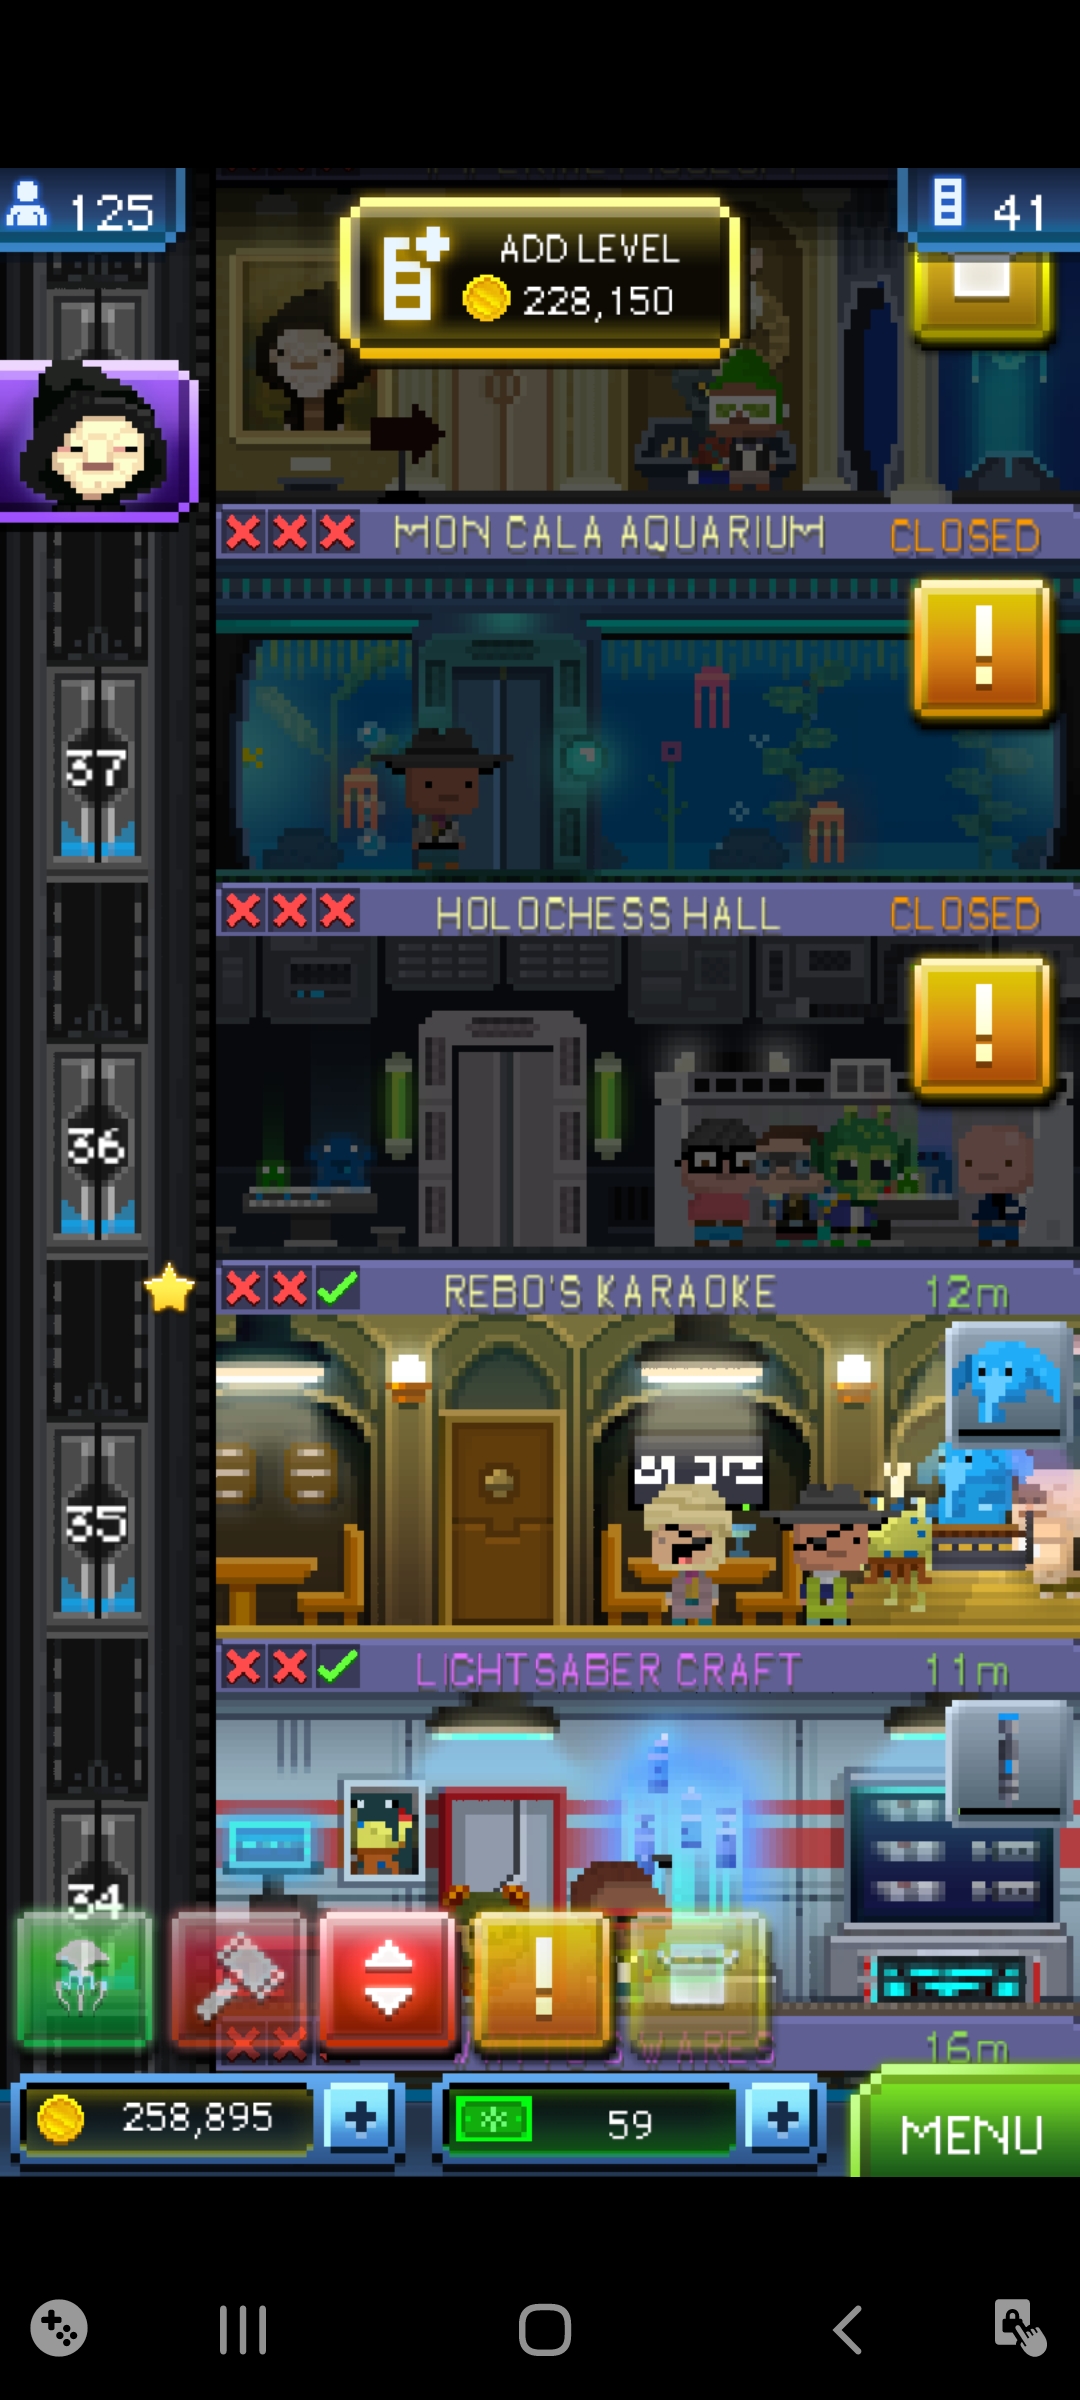 125
41
ADD LEVEL
228,150
MON CALA AQUARIUM CLOSED
!
37
HOLOCHESS HALL CLOSED
!
36
REBO'S KARAOKE 12m
35
LIGHTSABER CRAFT 11m
34
!
WATTO'S WARES 16m
258,895 + 59 + MENU